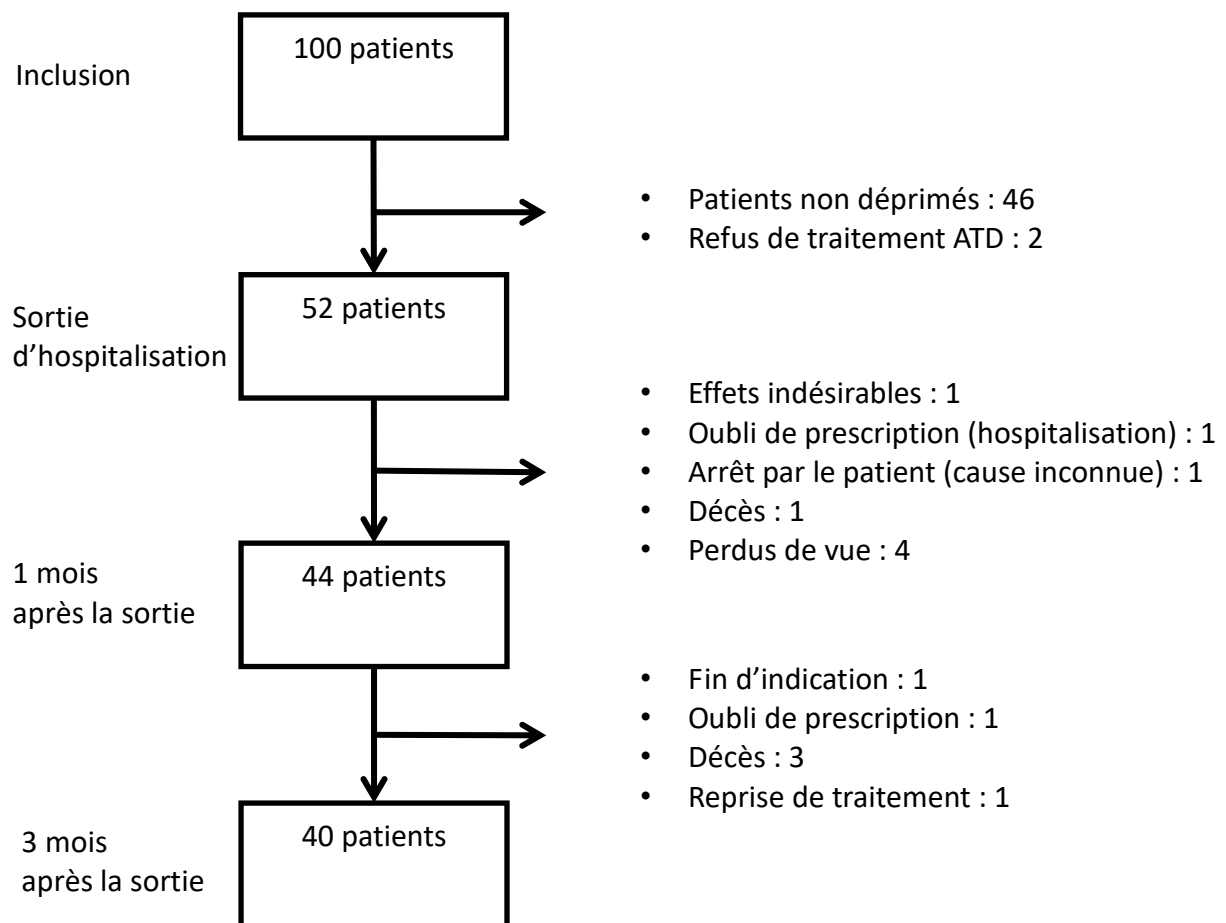 100 patients
Inclusion
• Patients non déprimés : 46
• Refus de traitement ATD : 2
52 patients
Sortie
d’hospitalisation
• Effets indésirables : 1
• Oubli de prescription (hospitalisation) : 1
• Arrêt par le patient (cause inconnue) : 1
• Décès : 1
• Perdus de vue : 4
44 patients
1 mois
après la sortie
• Fin d’indication : 1
• Oubli de prescription : 1
• Décès : 3
• Reprise de traitement : 1
40 patients
3 mois
après la sortie